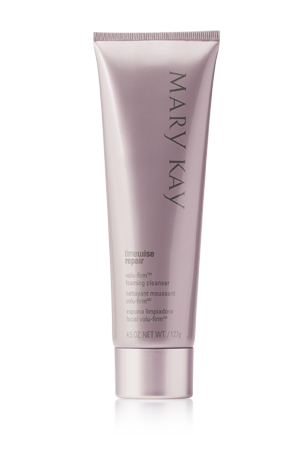 MARY KAY
timewise
repair
volu-firm™
foaming cleanser
nettoyant moussant
volu-firm™
espuma limpiadora
facial volu-firm™
4.5 OZ. NET WT. / 127 g